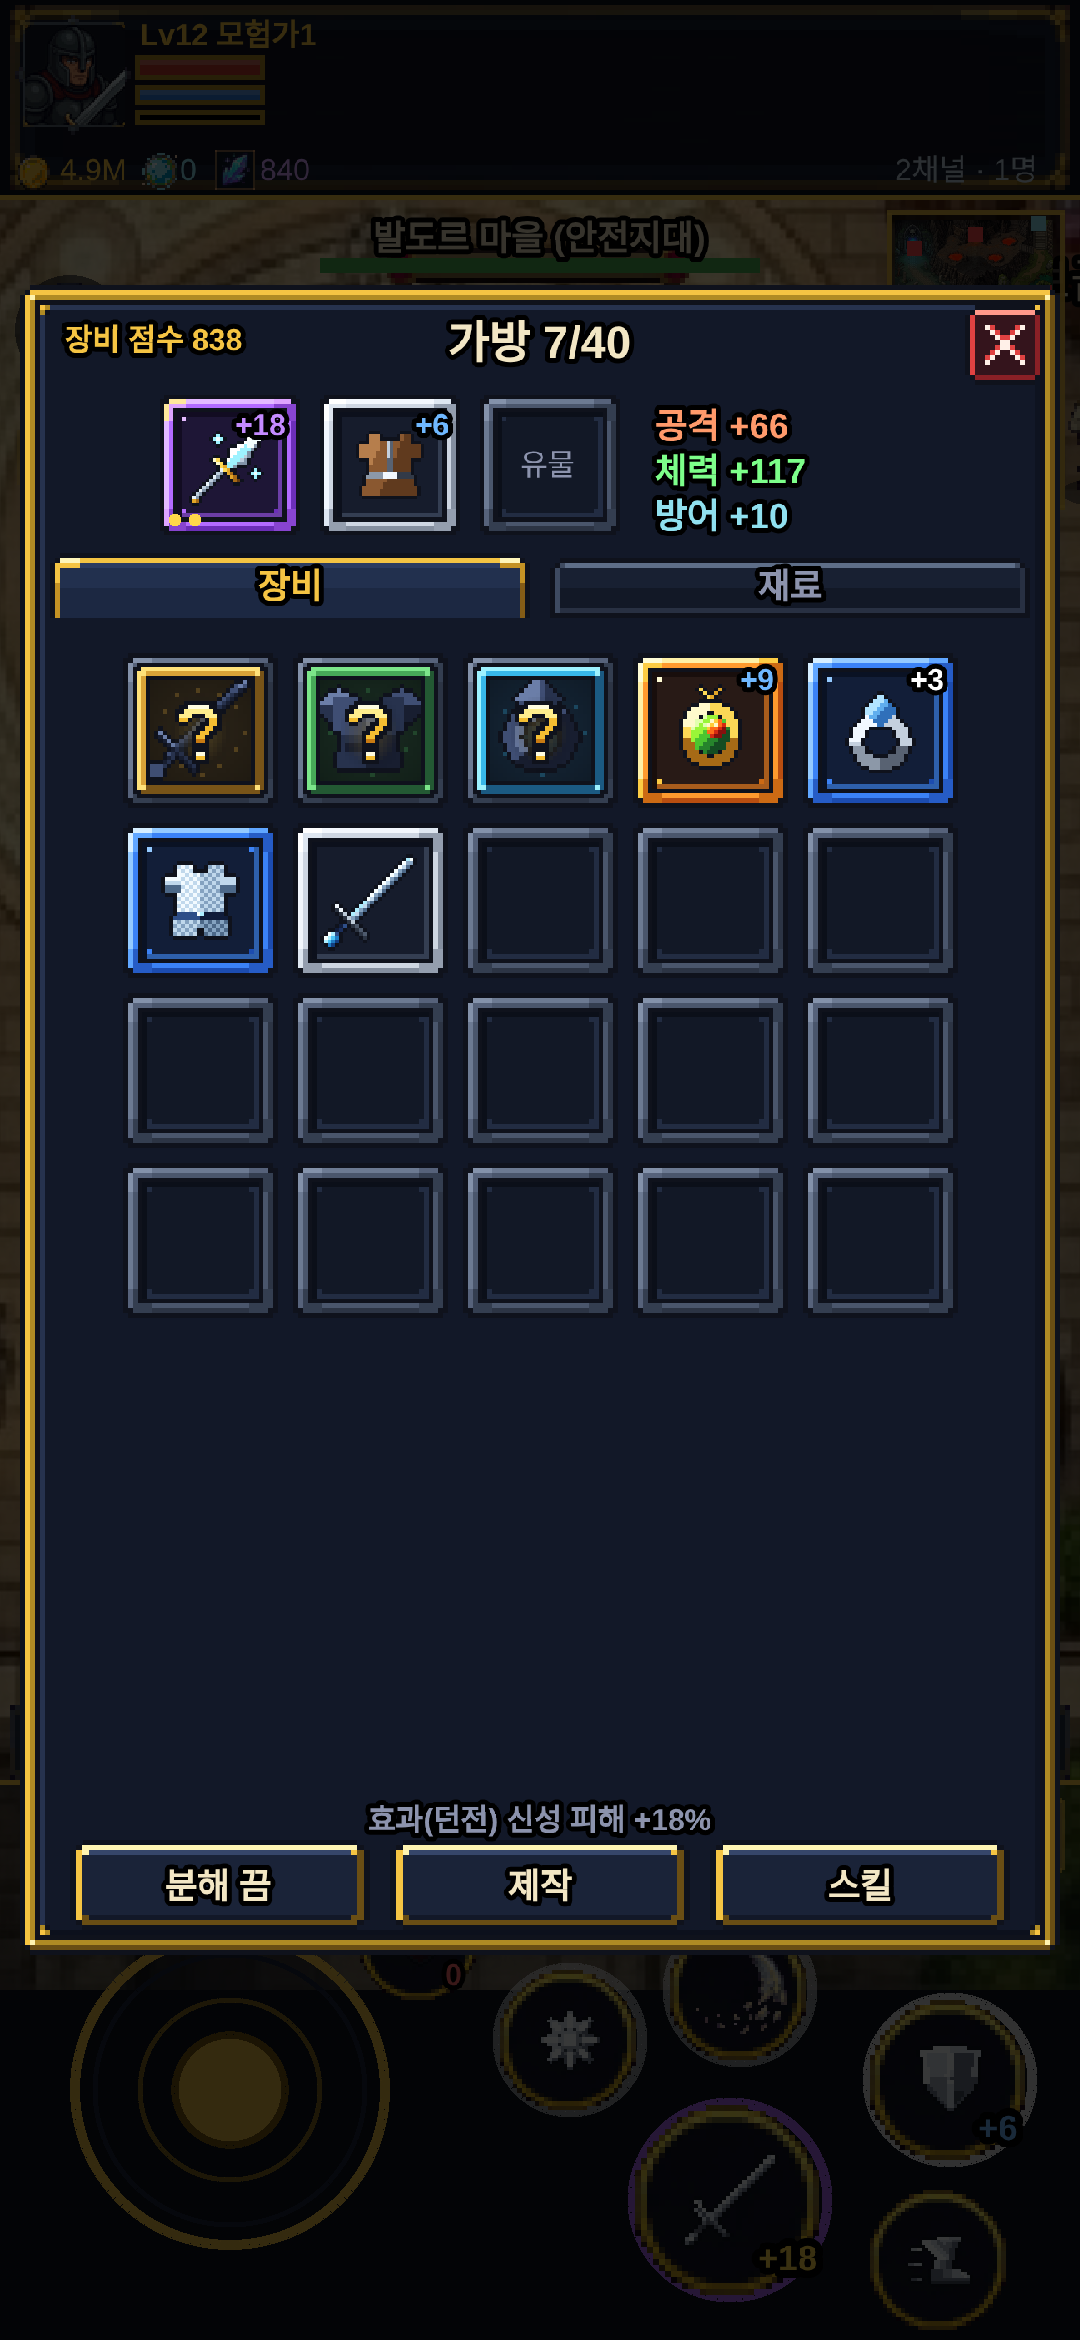 Lv12 모험가1
4.9M 0 840 2채널 · 1명
발도르 마을 (안전지대)
장비 점수 838
가방 7/40
+18
+6
유물
공격 +66
체력 +117
방어 +10
장비
재료
?
?
?
+9
+3
효과(던전) 신성 피해 +18%
분해 끔
제작
스킬
0
+6
+18